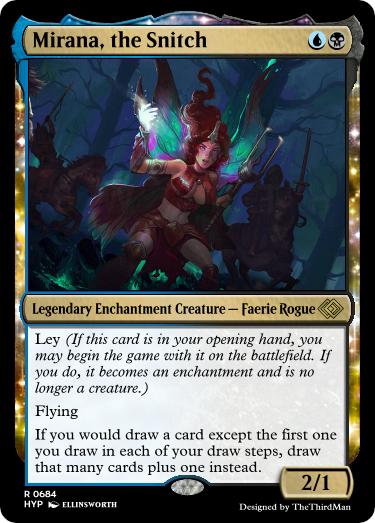 Mirana, the Snitch
Legendary Enchantment Creature — Faerie Rogue
Ley (If this card is in your opening hand, you
may begin the game with it on the battlefield. If
you do, it becomes an enchantment and is no
longer a creature.)
Flying
If you would draw a card except the first one
you draw in each of your draw steps, draw
that many cards plus one instead.
2/1
R 0684
HYP ELLINSWORTH
Designed by TheThirdMan